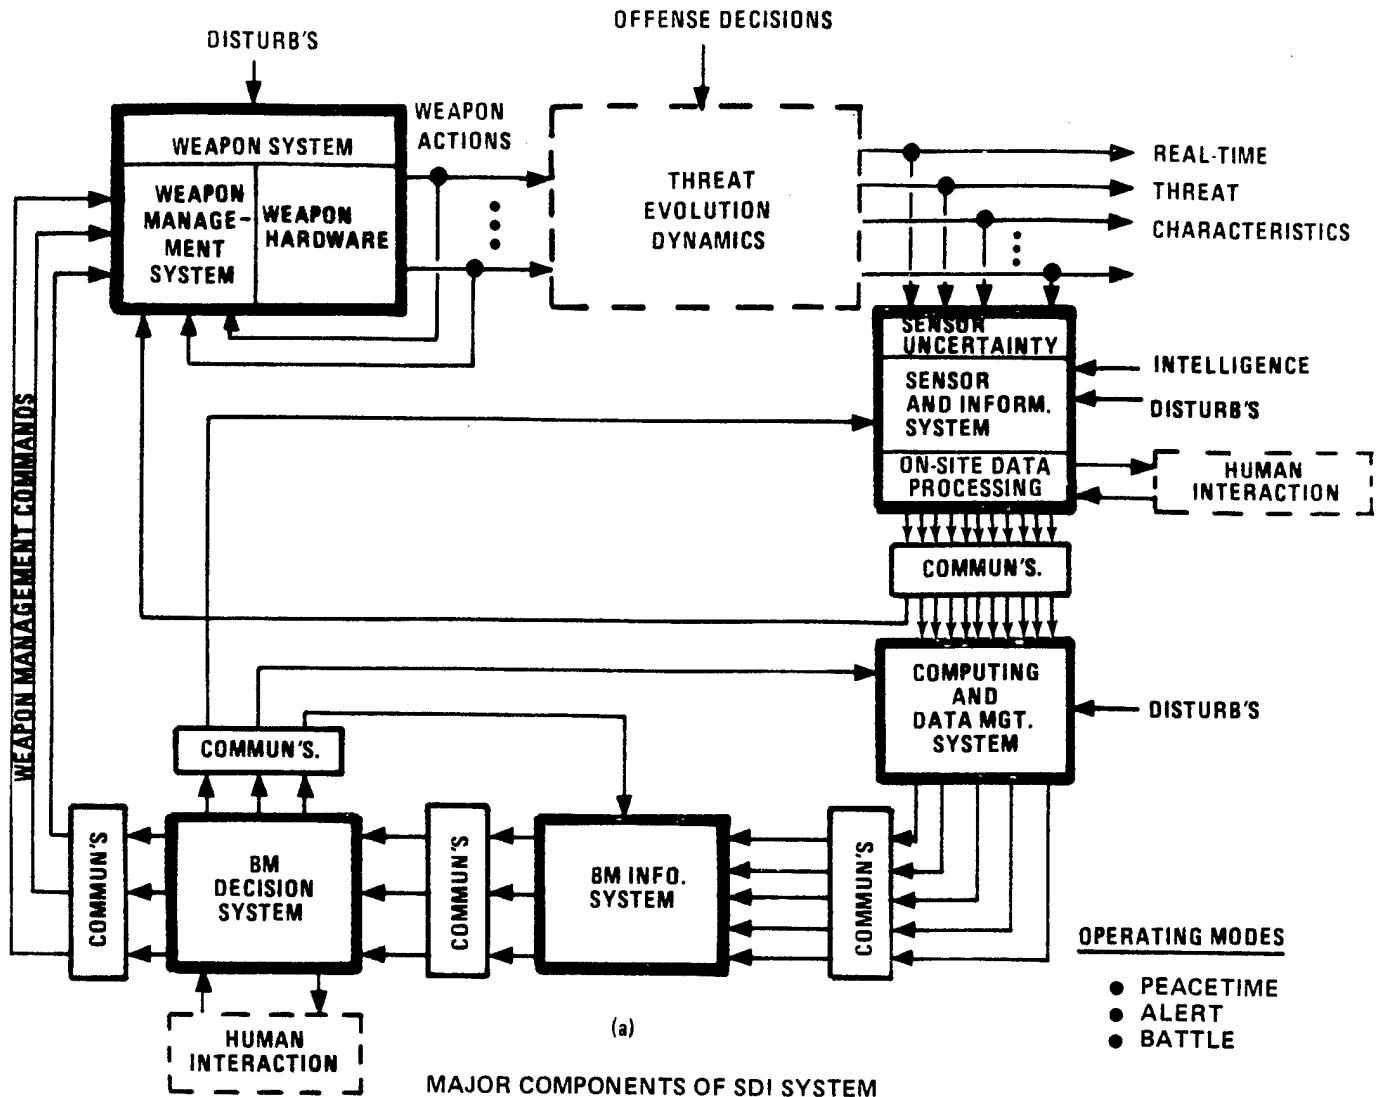 OFFENSE DECISIONS
DISTURB'S
WEAPON
ACTIONS
WEAPON SYSTEM
WEAPON
MANAGE-
MENT
SYSTEM
WEAPON
HARDWARE
THREAT
EVOLUTION
DYNAMICS
REAL-TIME
THREAT
CHARACTERISTICS
SENSOR
UNCERTAINTY
SENSOR
AND INFORM.
SYSTEM
ON-SITE DATA
PROCESSING
INTELLIGENCE
DISTURB'S
HUMAN
INTERACTION
COMMUN'S.
WEAPON MANAGEMENT COMMANDS
COMPUTING
AND
DATA MGT.
SYSTEM
DISTURB'S
COMMUN'S.
COMMUN'S
BM
DECISION
SYSTEM
COMMUN'S
BM INFO.
SYSTEM
COMMUN'S
OPERATING MODES
● PEACETIME
● ALERT
● BATTLE
HUMAN
INTERACTION
(a)
MAJOR COMPONENTS OF SDI SYSTEM